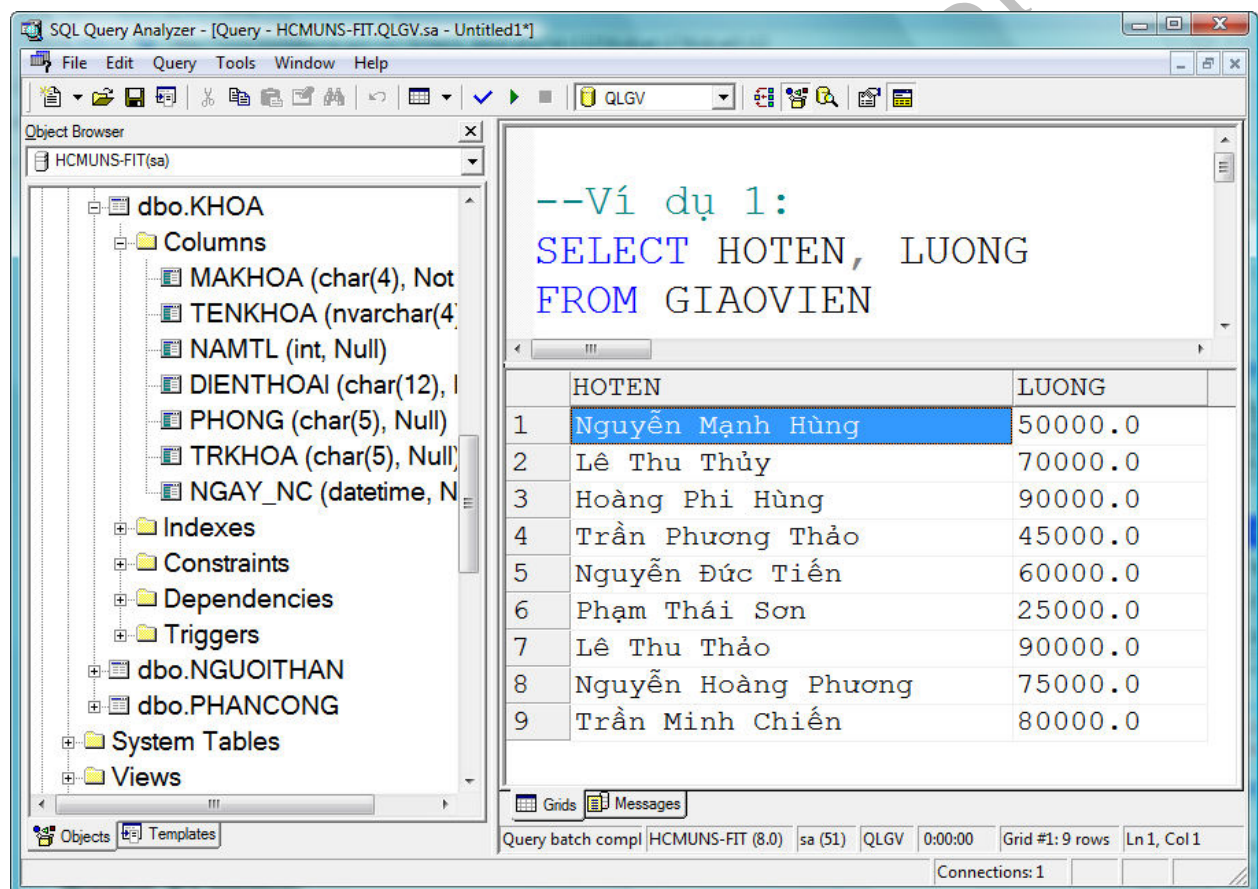 SQL Query Analyzer - [Query - HCMUNS-FIT.QLGV.sa - Untitled1*]
File Edit Query Tools Window Help
QLGV
Object Browser
HCMUNS-FIT(sa)
dbo.KHOA
Columns
MAKHOA (char(4), Not
TENKHOA (nvarchar(4)
NAMTL (int, Null)
DIENTHOAI (char(12),
PHONG (char(5), Null)
TRKHOA (char(5), Null)
NGAY_NC (datetime, N
Indexes
Constraints
Dependencies
Triggers
dbo.NGUOITHAN
dbo.PHANCONG
System Tables
Views
Objects Templates
--Ví dụ 1:
SELECT HOTEN, LUONG
FROM GIAOVIEN
HOTEN LUONG
1 Nguyễn Mạnh Hùng 50000.0
2 Lê Thu Thủy 70000.0
3 Hoàng Phi Hùng 90000.0
4 Trần Phương Thảo 45000.0
5 Nguyễn Đức Tiến 60000.0
6 Phạm Thái Sơn 25000.0
7 Lê Thu Thảo 90000.0
8 Nguyễn Hoàng Phương 75000.0
9 Trần Minh Chiến 80000.0
Grids Messages
Query batch compl HCMUNS-FIT (8.0) sa (51) QLGV 0:00:00 Grid #1: 9 rows Ln 1, Col 1
Connections: 1